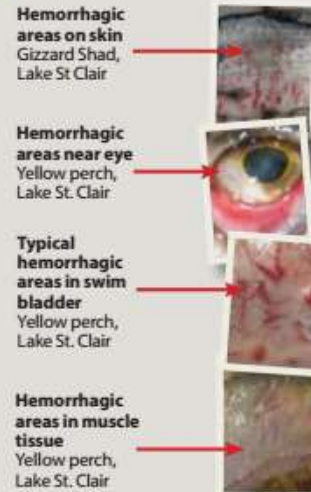 Hemorrhagic
areas on skin
Gizzard Shad,
Lake St Clair
Hemorrhagic
areas near eye
Yellow perch,
Lake St. Clair
Typical
hemorrhagic
areas in swim
bladder
Yellow perch,
Lake St. Clair
Hemorrhagic
areas in muscle
tissue
Yellow perch,
Lake St. Clair